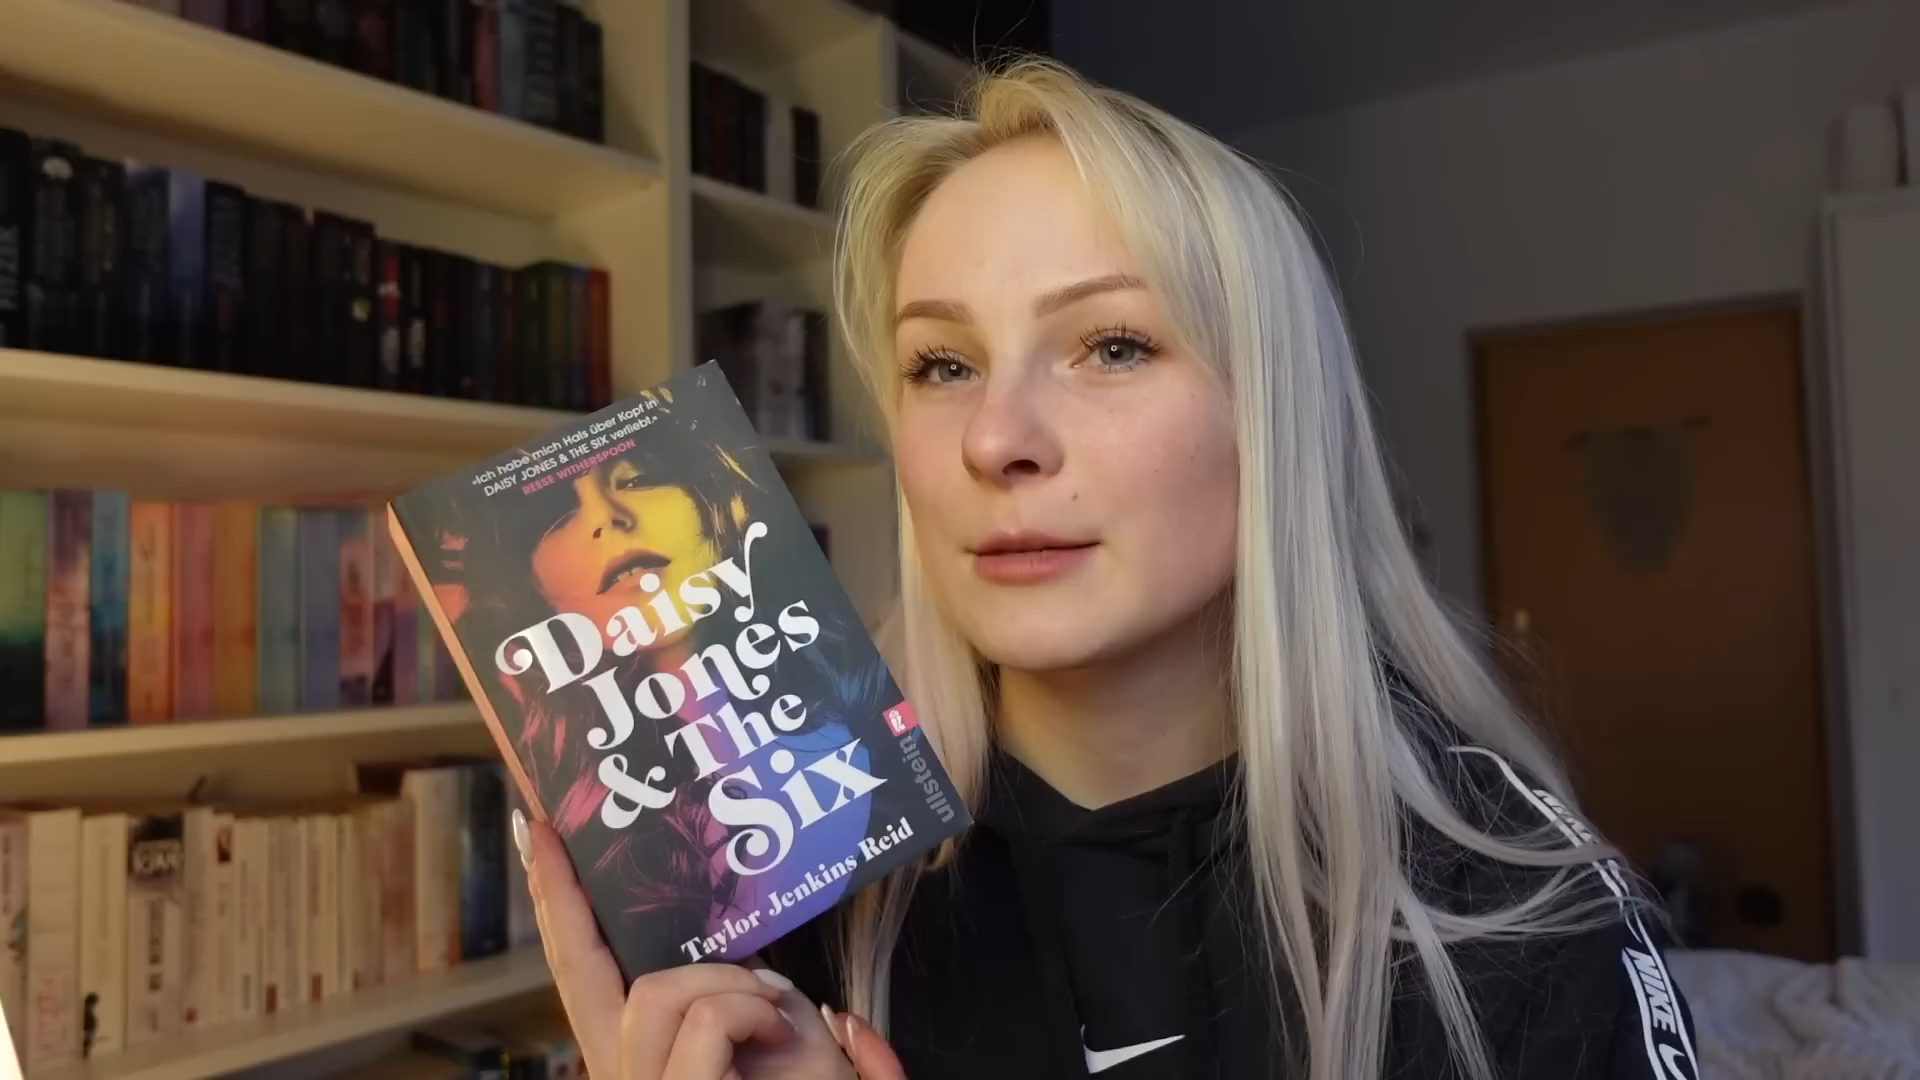 »Ich habe mich Hals über Kopf in
DAISY JONES & THE SIX verliebt.«
REESE WITHERSPOON
Daisy
Jones
& The
Six
Taylor Jenkins Reid
ullstein
NIKE